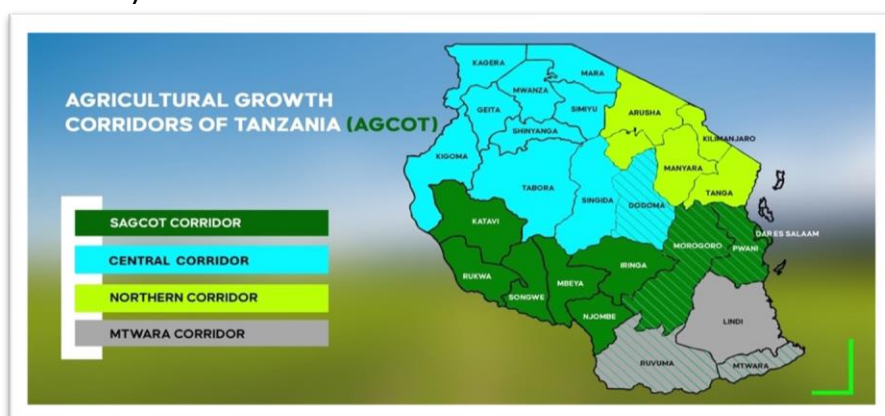 AGRICULTURAL GROWTH
CORRIDORS OF TANZANIA (AGCOT)
SAGCOT CORRIDOR
CENTRAL CORRIDOR
NORTHERN CORRIDOR
MTWARA CORRIDOR
KAGERA
MARA
MWANZA
GEITA
SIMIYU
SHINYANGA
ARUSHA
KILIMANJARO
KIGOMA
MANYARA
TABORA
SINGIDA
DODOMA
TANGA
KATAVI
MOROGORO
DAR ES SALAAM
PWANI
RUKWA
SONGWE
MBEYA
IRINGA
NJOMBE
LINDI
RUVUMA
MTWARA